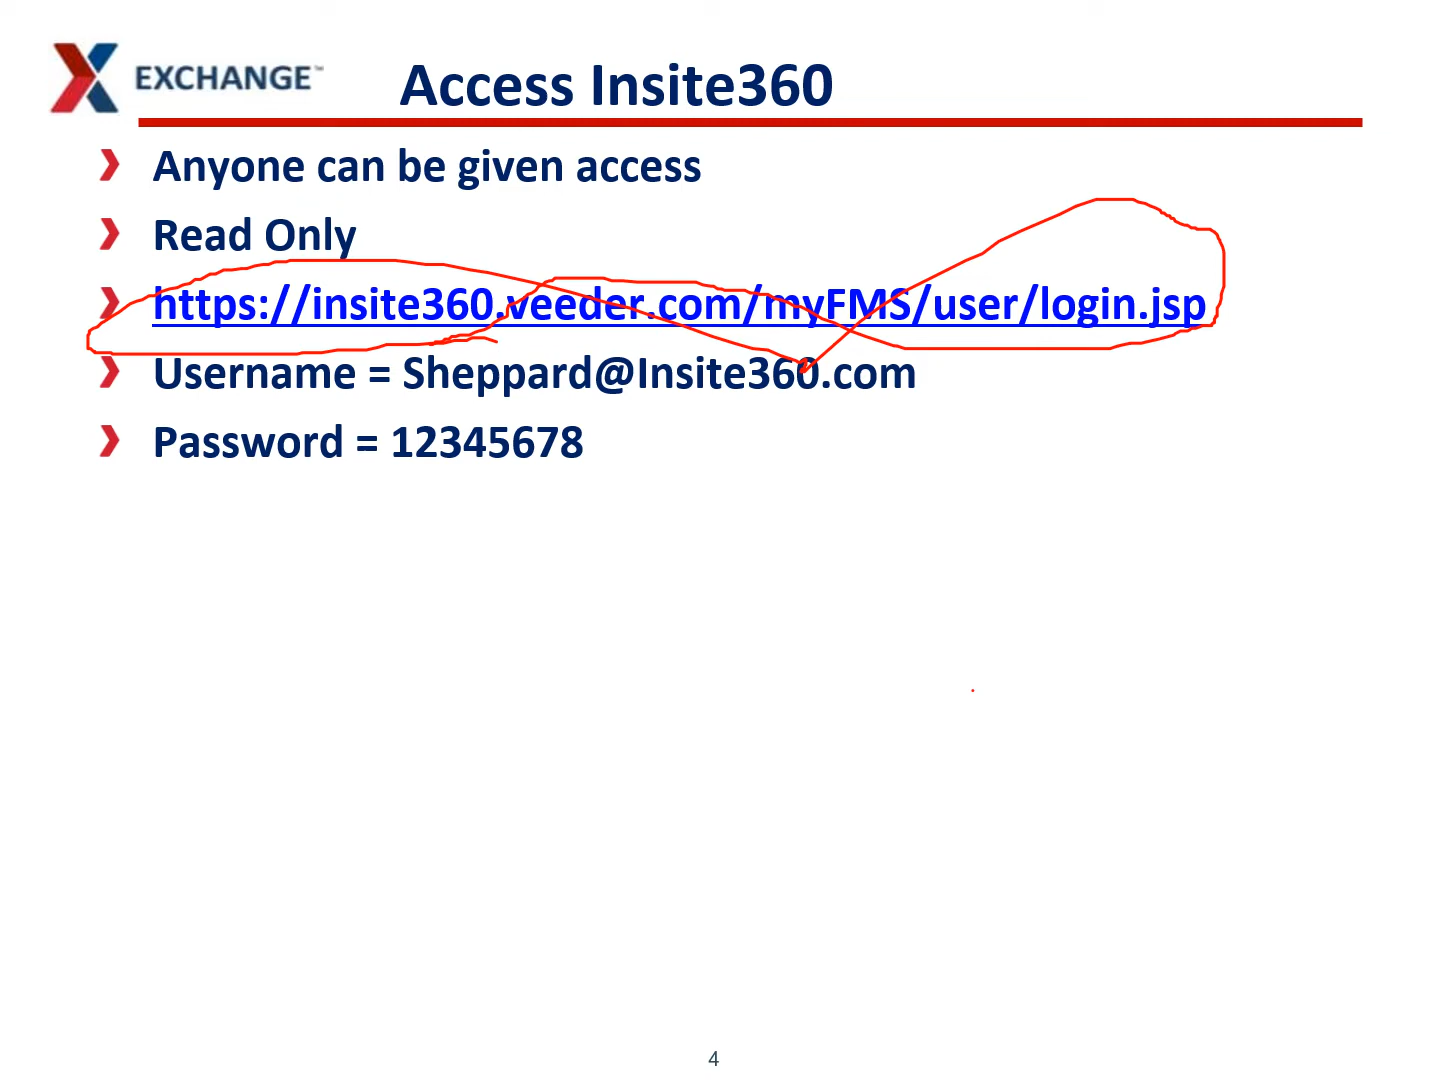 EXCHANGE™
Access Insite360
Anyone can be given access
Read Only
https://insite360.veeder.com/myFMS/user/login.jsp
Username = Sheppard@Insite360.com
Password = 12345678
4